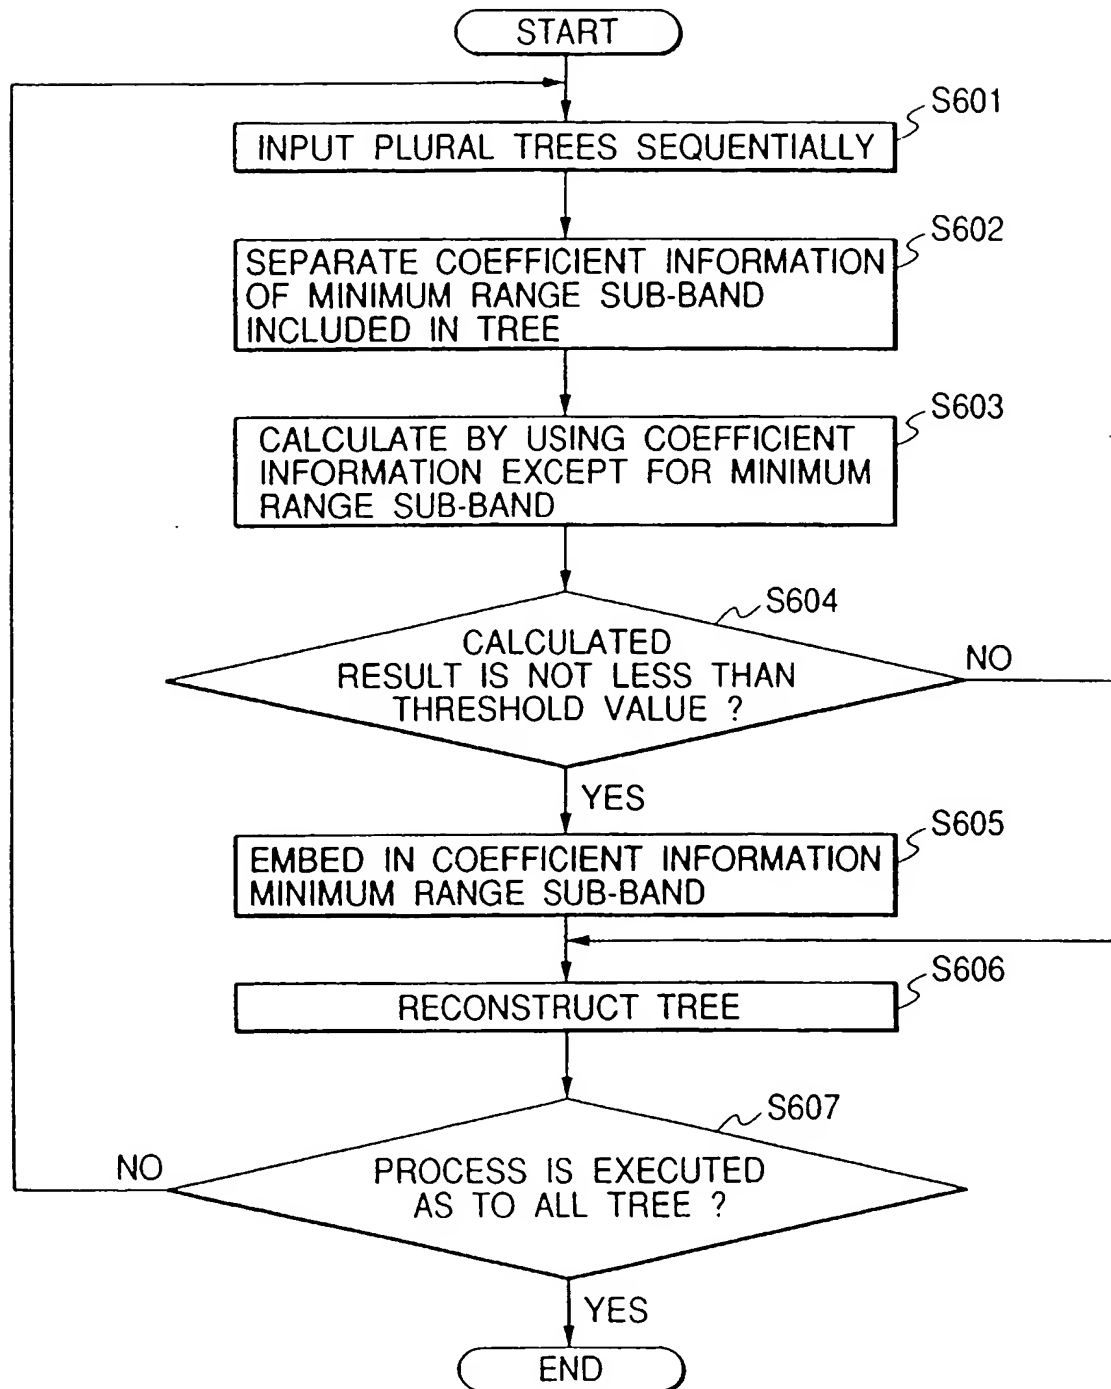 START
S601
INPUT PLURAL TREES SEQUENTIALLY
S602
SEPARATE COEFFICIENT INFORMATION
OF MINIMUM RANGE SUB-BAND
INCLUDED IN TREE
S603
CALCULATE BY USING COEFFICIENT
INFORMATION EXCEPT FOR MINIMUM
RANGE SUB-BAND
S604
CALCULATED
RESULT IS NOT LESS THAN
THRESHOLD VALUE ?
NO
YES
S605
EMBED IN COEFFICIENT INFORMATION
MINIMUM RANGE SUB-BAND
S606
RECONSTRUCT TREE
S607
NO
PROCESS IS EXECUTED
AS TO ALL TREE ?
YES
END